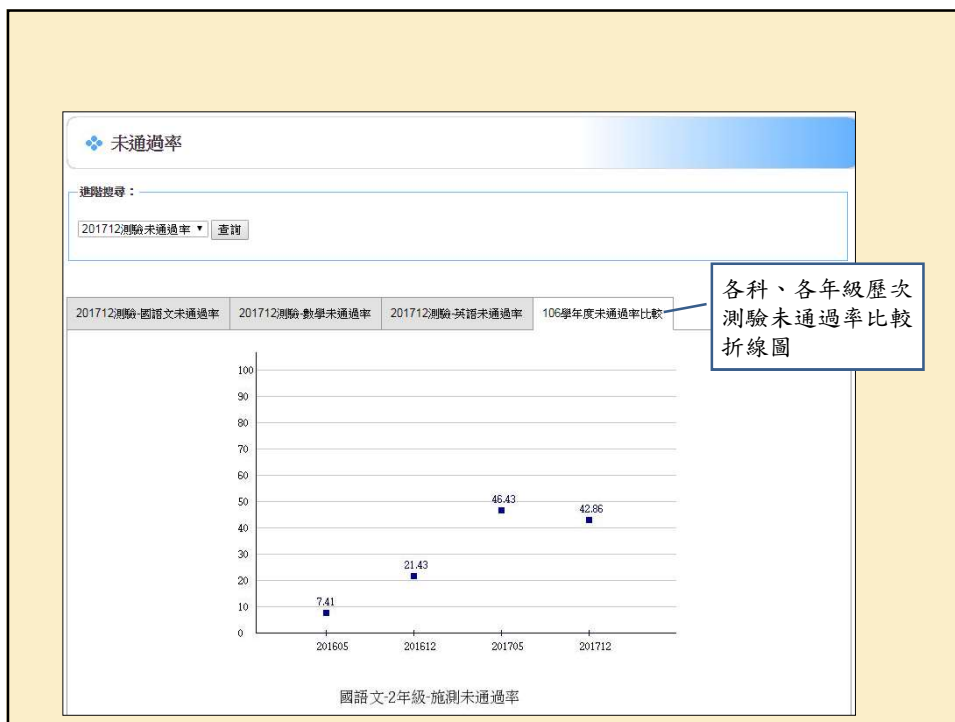 未通過率
進階搜尋：
201712測驗未通過率 ▼ 查詢
各科、各年級歷次
測驗未通過率比較
折線圖
201712測驗-國語文未通過率 201712測驗-數學未通過率 201712測驗-英語未通過率 106學年度未通過率比較
100
90
80
70
60
50
40
30
20
10
0
7.41
21.43
46.43
42.86
201605 201612 201705 201712
國語文-2年級-施測未通過率